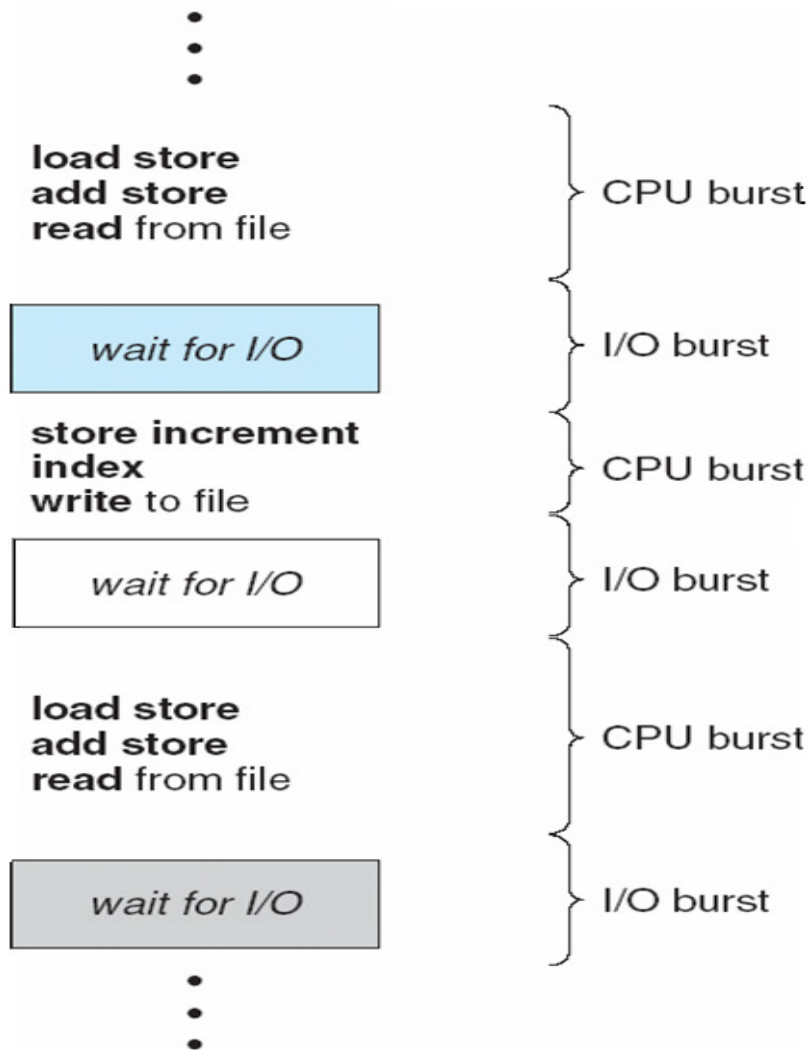 load store
add store
read from file
CPU burst
wait for I/O
I/O burst
store increment
index
write to file
CPU burst
wait for I/O
I/O burst
load store
add store
read from file
CPU burst
wait for I/O
I/O burst